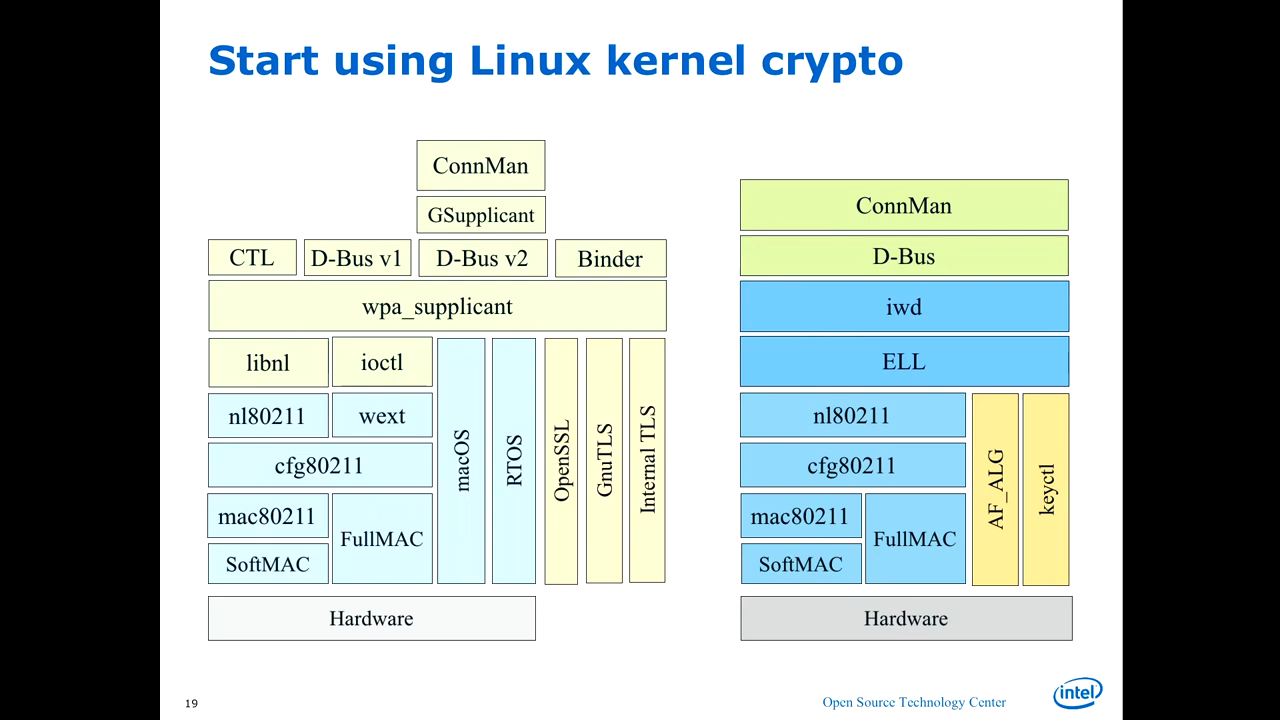 Start using Linux kernel crypto
ConnMan
GSupplicant
CTL
D-Bus v1
D-Bus v2
Binder
wpa_supplicant
libnl
ioctl
nl80211
wext
cfg80211
mac80211
FullMAC
SoftMAC
macOS
RTOS
OpenSSL
GnuTLS
Internal TLS
Hardware
ConnMan
D-Bus
iwd
ELL
nl80211
cfg80211
mac80211
FullMAC
SoftMAC
AF_ALG
keyctl
Hardware
19
Open Source Technology Center
intel